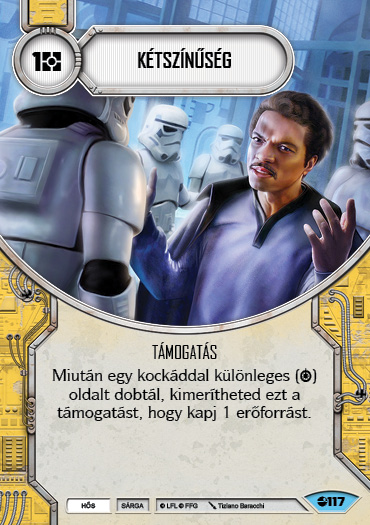 1
KÉTSZÍNŰSÉG
TÁMOGATÁS
Miután egy kockáddal különleges ()
oldalt dobtál, kimerítheted ezt a
támogatást, hogy kapj 1 erőforrást.
HŐS SÁRGA © LFL © FFG Tiziano Baracchi 117